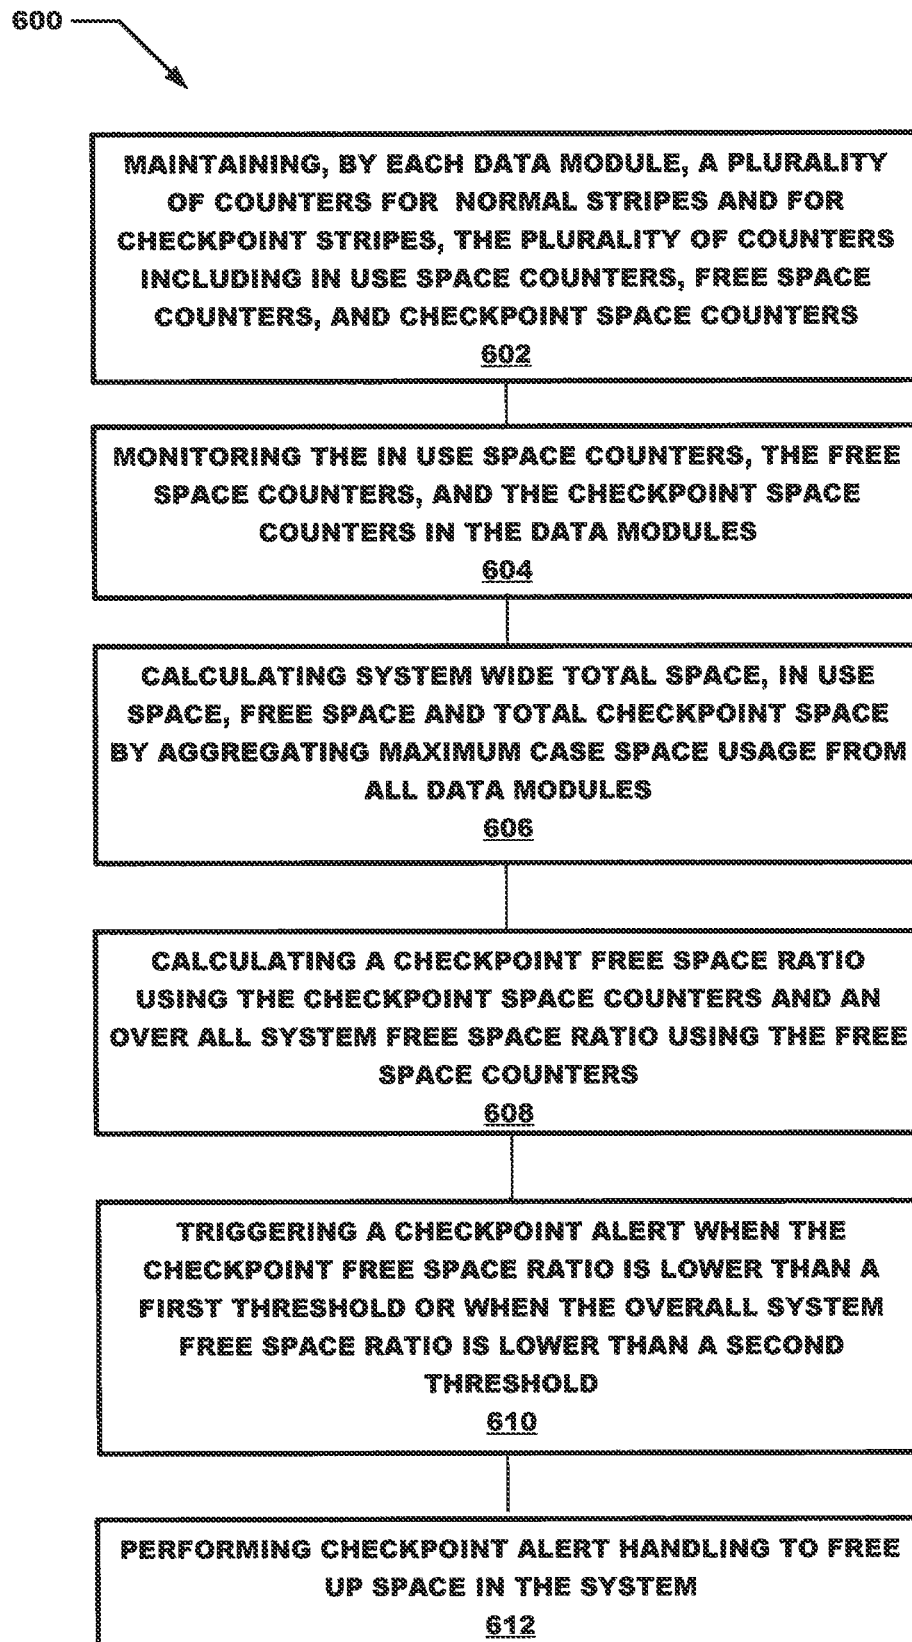 600
MAINTAINING, BY EACH DATA MODULE, A PLURALITY
OF COUNTERS FOR NORMAL STRIPES AND FOR
CHECKPOINT STRIPES, THE PLURALITY OF COUNTERS
INCLUDING IN USE SPACE COUNTERS, FREE SPACE
COUNTERS, AND CHECKPOINT SPACE COUNTERS
602
MONITORING THE IN USE SPACE COUNTERS, THE FREE
SPACE COUNTERS, AND THE CHECKPOINT SPACE
COUNTERS IN THE DATA MODULES
604
CALCULATING SYSTEM WIDE TOTAL SPACE, IN USE
SPACE, FREE SPACE AND TOTAL CHECKPOINT SPACE
BY AGGREGATING MAXIMUM CASE SPACE USAGE FROM
ALL DATA MODULES
606
CALCULATING A CHECKPOINT FREE SPACE RATIO
USING THE CHECKPOINT SPACE COUNTERS AND AN
OVER ALL SYSTEM FREE SPACE RATIO USING THE FREE
SPACE COUNTERS
608
TRIGGERING A CHECKPOINT ALERT WHEN THE
CHECKPOINT FREE SPACE RATIO IS LOWER THAN A
FIRST THRESHOLD OR WHEN THE OVERALL SYSTEM
FREE SPACE RATIO IS LOWER THAN A SECOND
THRESHOLD
610
PERFORMING CHECKPOINT ALERT HANDLING TO FREE
UP SPACE IN THE SYSTEM
612